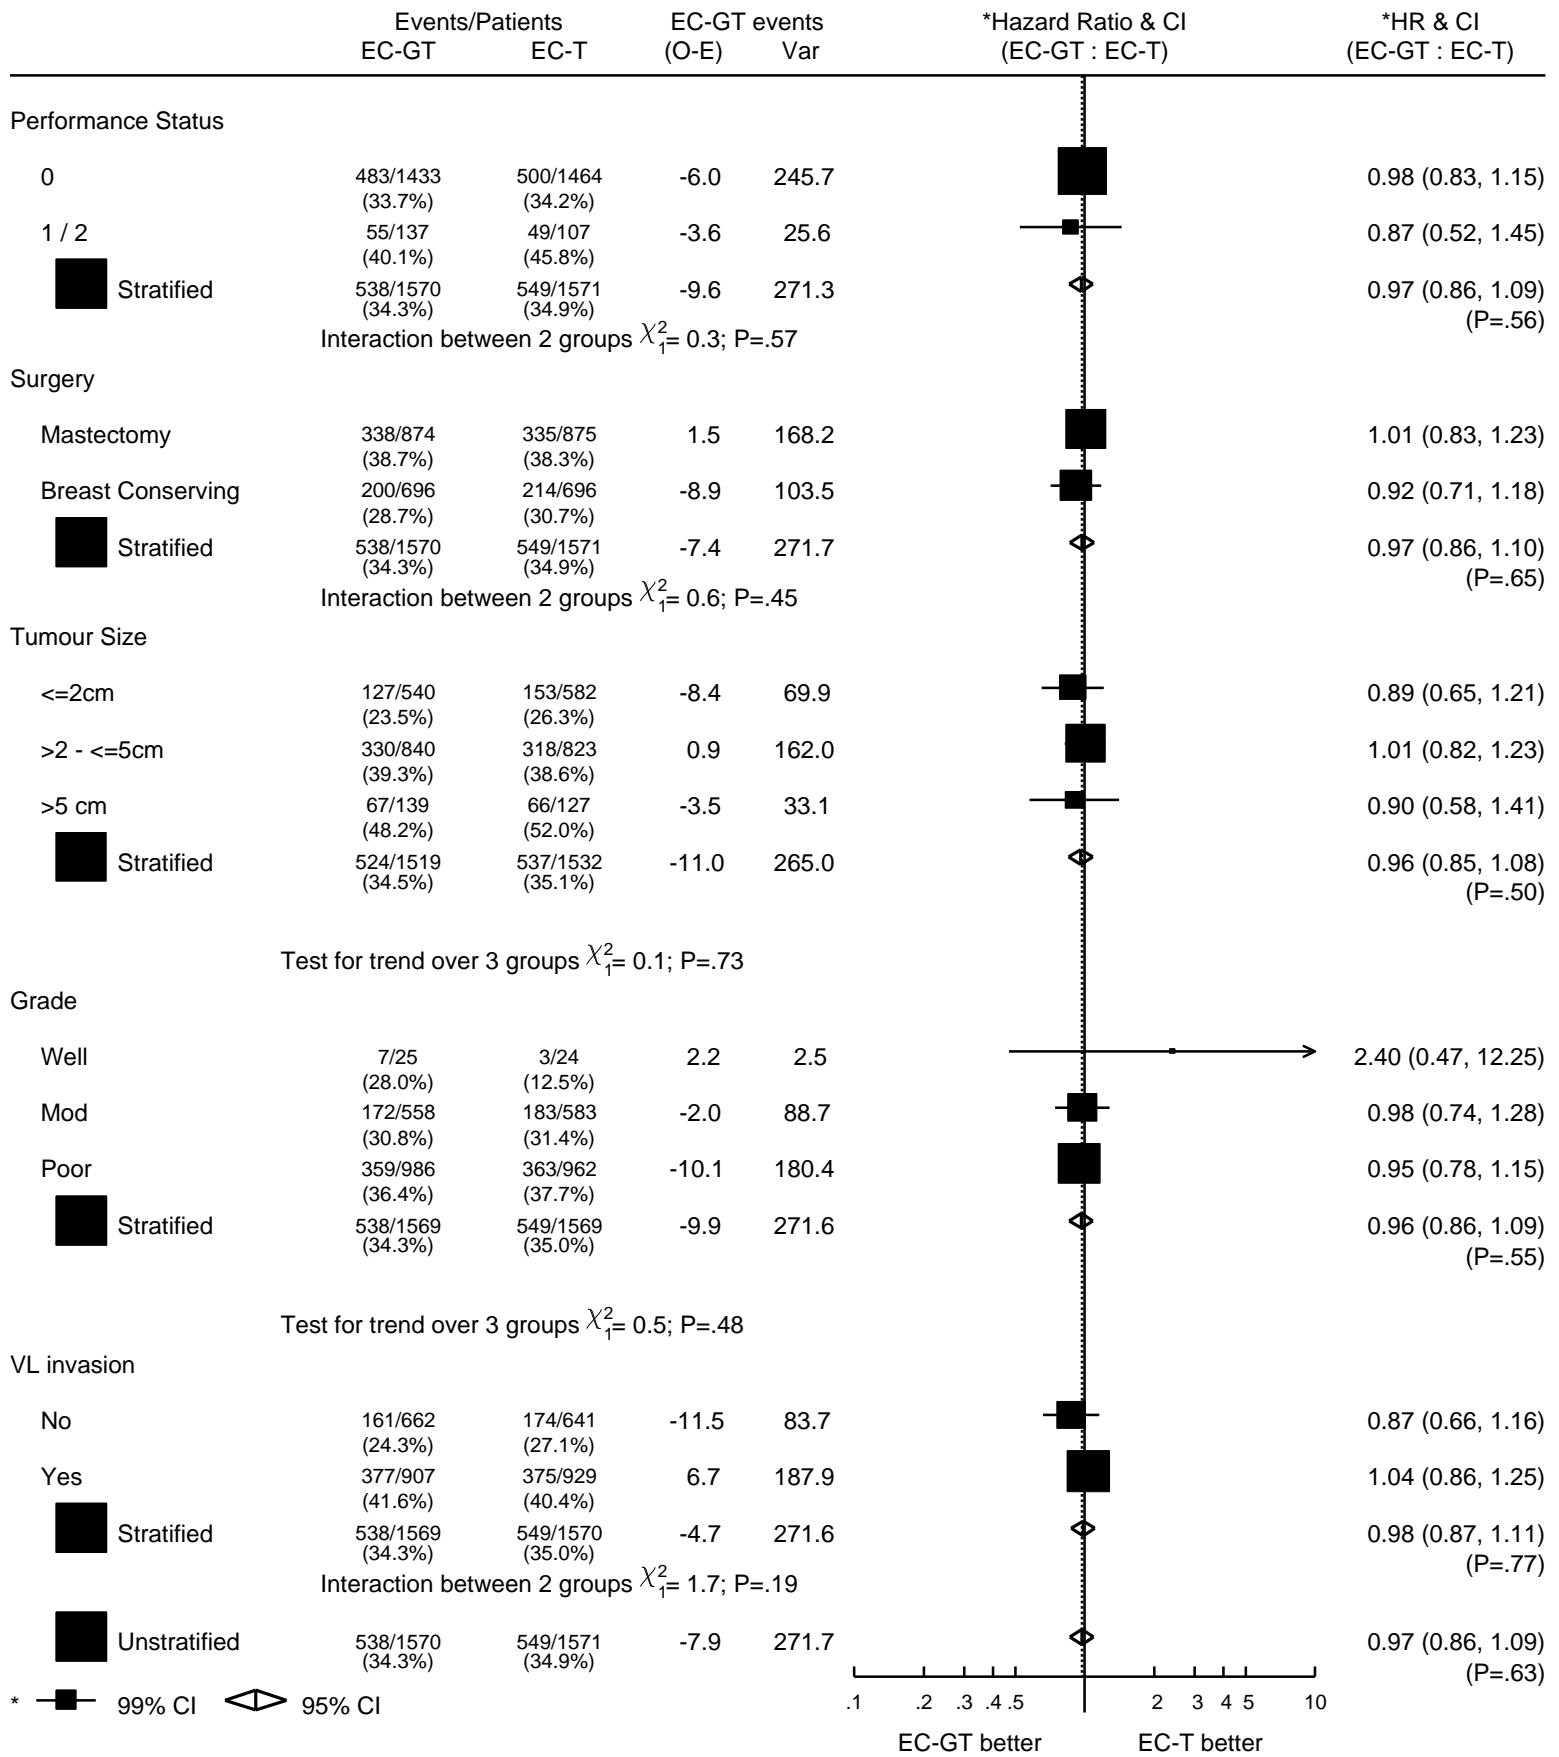 Events/Patients EC-GT events *Hazard Ratio & CI *HR & CI
EC-GT EC-T (O-E) Var (EC-GT : EC-T) (EC-GT : EC-T)
Performance Status
0 483/1433 500/1464 -6.0 245.7 0.98 (0.83, 1.15)
(33.7%) (34.2%)
1 / 2 55/137 49/107 -3.6 25.6 0.87 (0.52, 1.45)
(40.1%) (45.8%)
Stratified 538/1570 549/1571 -9.6 271.3 0.97 (0.86, 1.09)
(34.3%) (34.9%) (P=.56)
Interaction between 2 groups χ²₁= 0.3; P=.57
Surgery
Mastectomy 338/874 335/875 1.5 168.2 1.01 (0.83, 1.23)
(38.7%) (38.3%)
Breast Conserving 200/696 214/696 -8.9 103.5 0.92 (0.71, 1.18)
(28.7%) (30.7%)
Stratified 538/1570 549/1571 -7.4 271.7 0.97 (0.86, 1.10)
(34.3%) (34.9%) (P=.65)
Interaction between 2 groups χ²₁= 0.6; P=.45
Tumour Size
<=2cm 127/540 153/582 -8.4 69.9 0.89 (0.65, 1.21)
(23.5%) (26.3%)
>2 - <=5cm 330/840 318/823 0.9 162.0 1.01 (0.82, 1.23)
(39.3%) (38.6%)
>5 cm 67/139 66/127 -3.5 33.1 0.90 (0.58, 1.41)
(48.2%) (52.0%)
Stratified 524/1519 537/1532 -11.0 265.0 0.96 (0.85, 1.08)
(34.5%) (35.1%) (P=.50)
Test for trend over 3 groups χ²₁= 0.1; P=.73
Grade
Well 7/25 3/24 2.2 2.5 2.40 (0.47, 12.25)
(28.0%) (12.5%)
Mod 172/558 183/583 -2.0 88.7 0.98 (0.74, 1.28)
(30.8%) (31.4%)
Poor 359/986 363/962 -10.1 180.4 0.95 (0.78, 1.15)
(36.4%) (37.7%)
Stratified 538/1569 549/1569 -9.9 271.6 0.96 (0.86, 1.09)
(34.3%) (35.0%) (P=.55)
Test for trend over 3 groups χ²₁= 0.5; P=.48
VL invasion
No 161/662 174/641 -11.5 83.7 0.87 (0.66, 1.16)
(24.3%) (27.1%)
Yes 377/907 375/929 6.7 187.9 1.04 (0.86, 1.25)
(41.6%) (40.4%)
Stratified 538/1569 549/1570 -4.7 271.6 0.98 (0.87, 1.11)
(34.3%) (35.0%) (P=.77)
Interaction between 2 groups χ²₁= 1.7; P=.19
Unstratified 538/1570 549/1571 -7.9 271.7 0.97 (0.86, 1.09)
(34.3%) (34.9%) (P=.63)
* 99% CI 95% CI .1 .2 .3 .4 .5 2 3 4 5 10
EC-GT better EC-T better